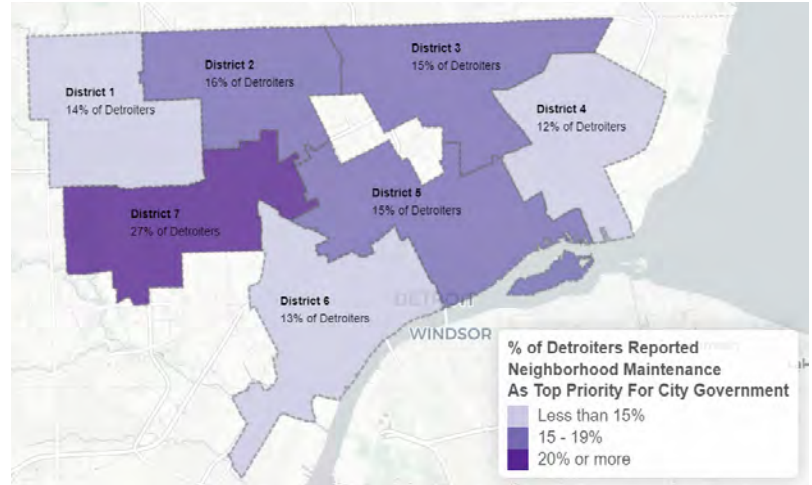 District 1
14% of Detroiters
District 2
16% of Detroiters
District 3
15% of Detroiters
District 4
12% of Detroiters
District 5
15% of Detroiters
District 7
27% of Detroiters
District 6
13% of Detroiters
DETROIT
WINDSOR
% of Detroiters Reported
Neighborhood Maintenance
As Top Priority For City Government
Less than 15%
15 - 19%
20% or more